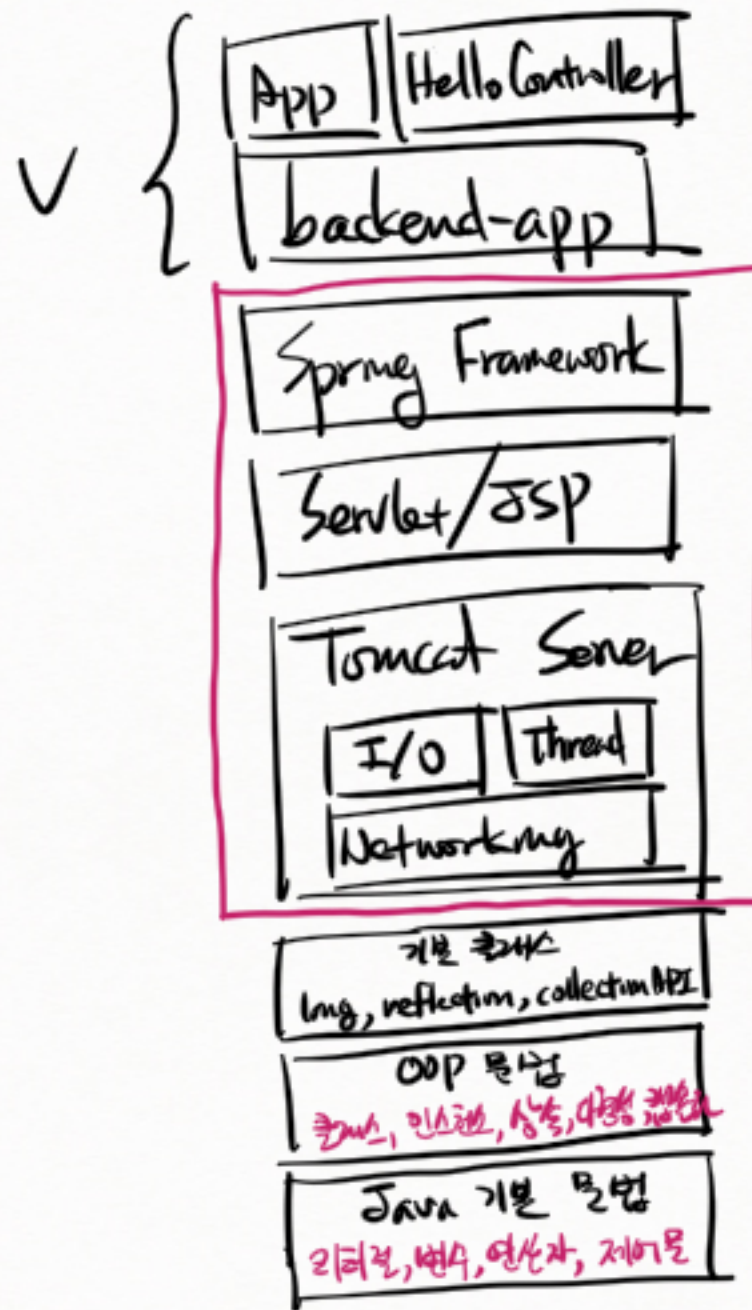 App HelloController
backend-app
Spring Framework
Servlet/JSP
Tomcat Server
I/O Thread
Networking
기본 클래스
lang, reflection, collection API
OOP 문법
클래스, 인스턴스, 상속, 다형성, 캡슐화
Java 기본 문법
리터럴, 변수, 연산자, 제어문